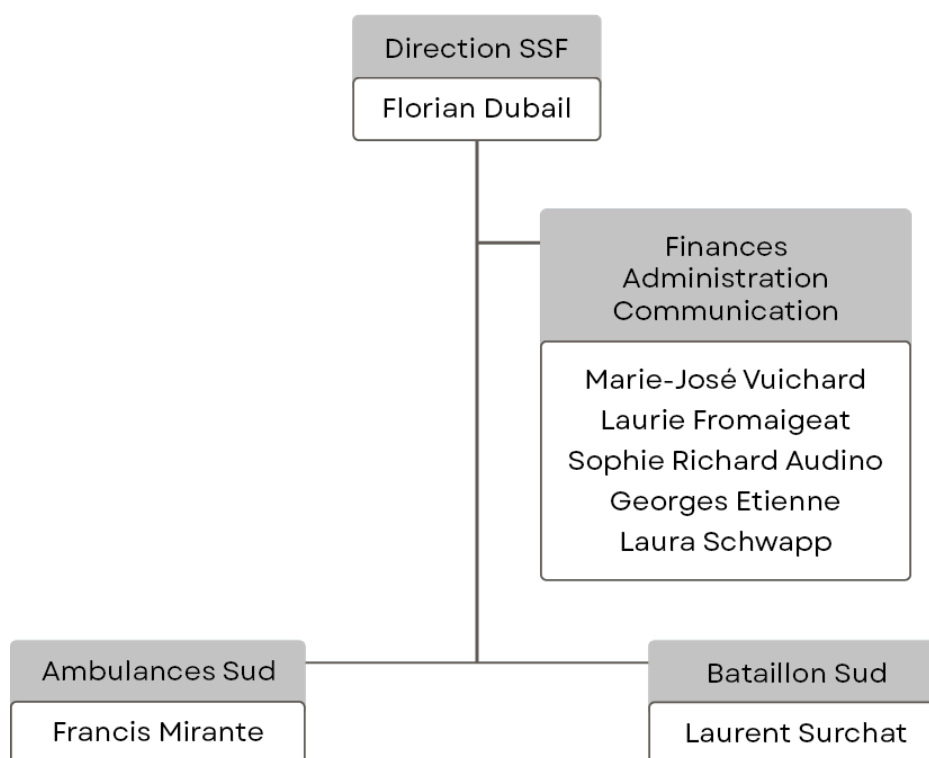 Direction SSF
Florian Dubail
Finances
Administration
Communication
Marie-José Vuichard
Laurie Fromaigeat
Sophie Richard Audino
Georges Etienne
Laura Schwapp
Ambulances Sud
Francis Mirante
Bataillon Sud
Laurent Surchat